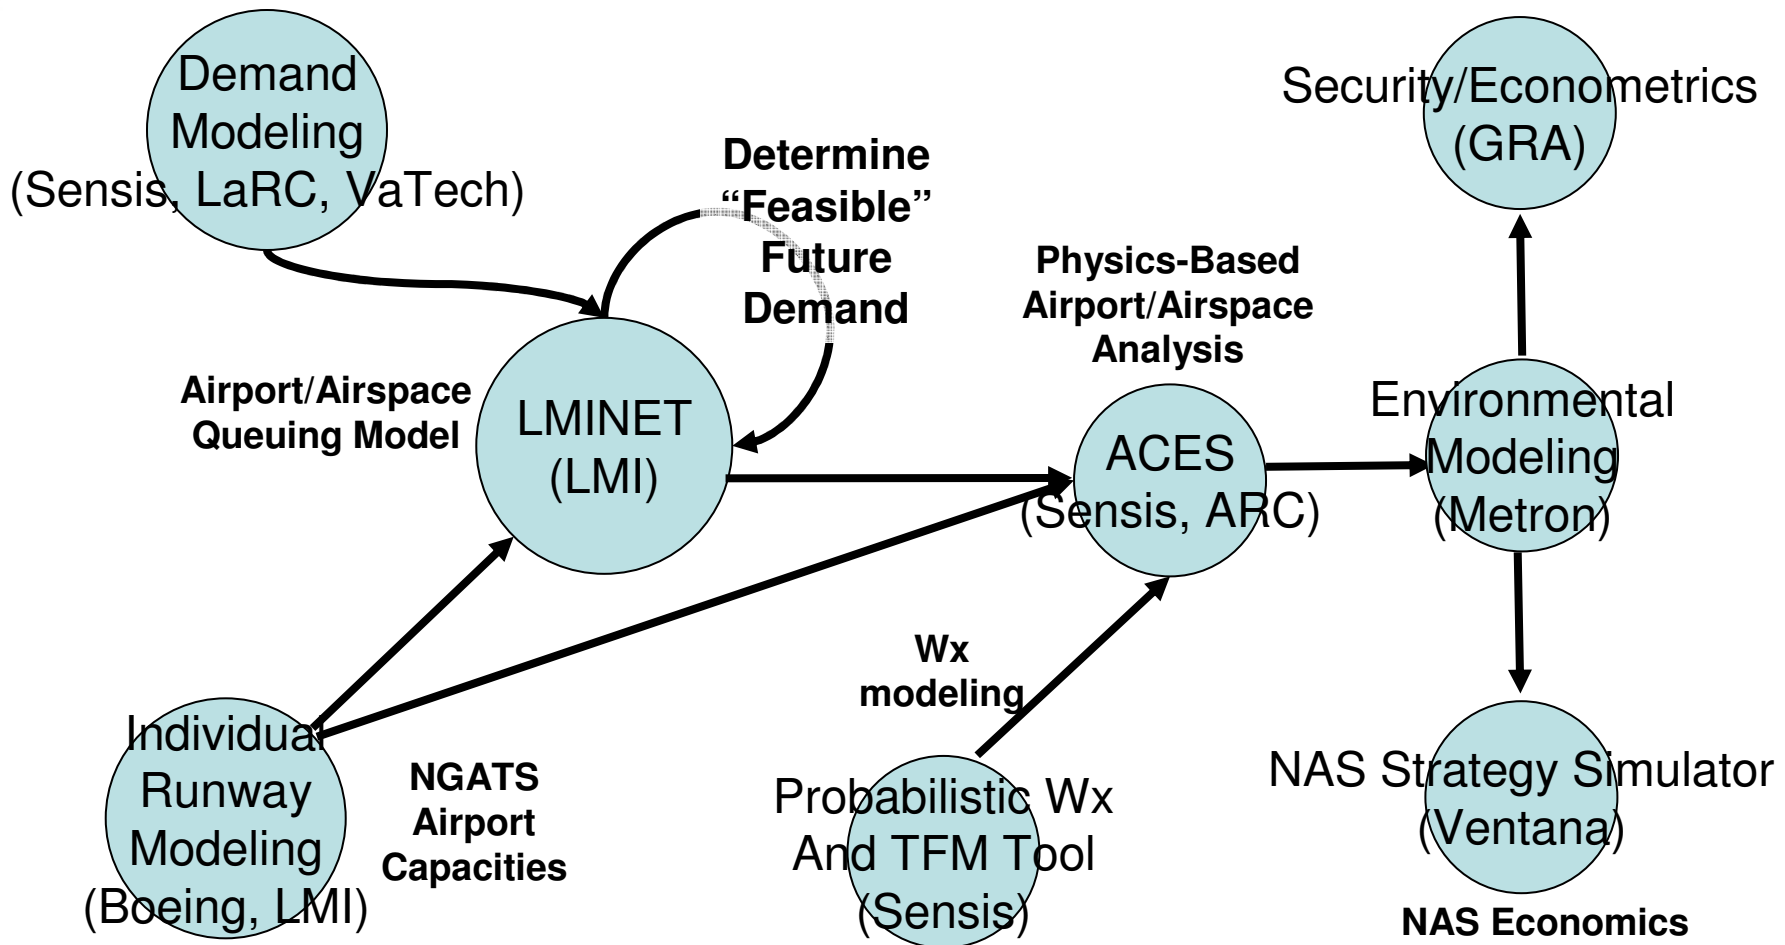 Demand
Modeling
(Sensis, LaRC, VaTech)
Determine
“Feasible”
Future
Demand
Security/Econometrics
(GRA)
Physics-Based
Airport/Airspace
Analysis
Airport/Airspace
Queuing Model
LMINET
(LMI)
ACES
(Sensis, ARC)
Environmental
Modeling
(Metron)
Wx
modeling
Individual
Runway
Modeling
(Boeing, LMI)
NGATS
Airport
Capacities
Probabilistic Wx
And TFM Tool
(Sensis)
NAS Strategy Simulator
(Ventana)
NAS Economics